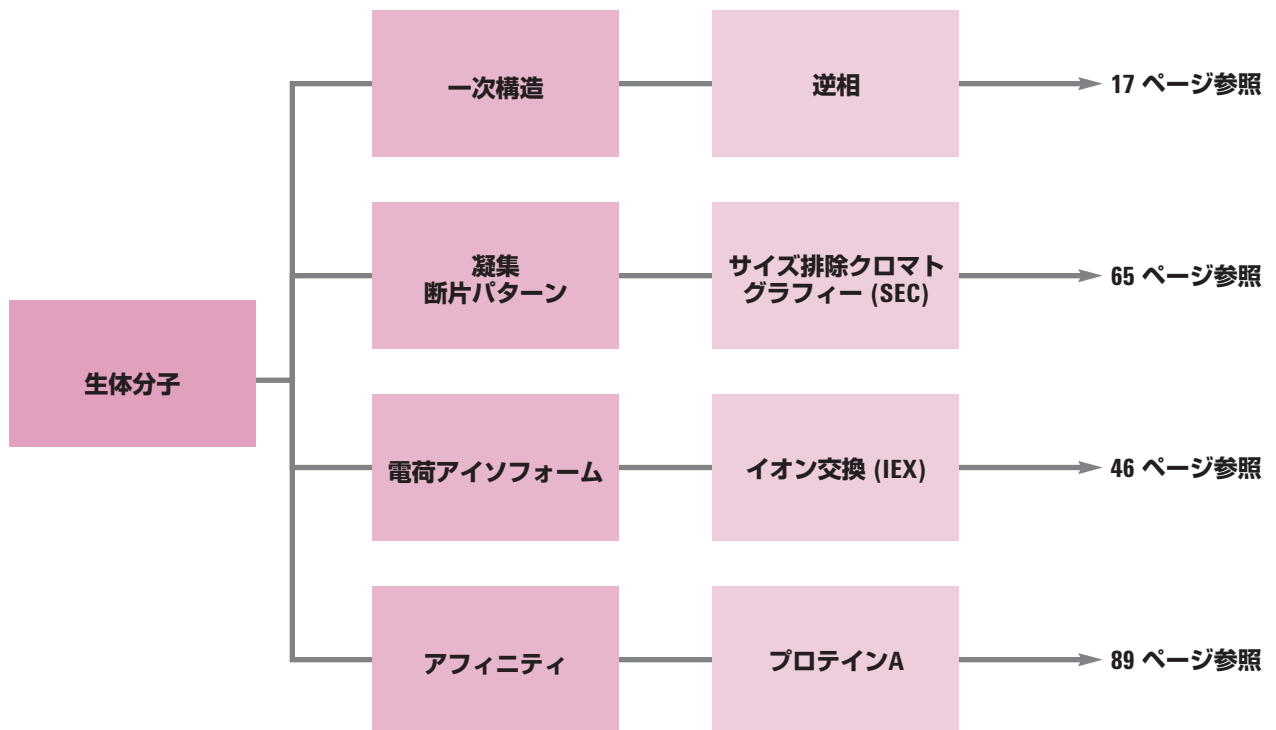 一次構造
逆相
17 ページ参照
凝集
断片パターン
サイズ排除クロマト
グラフィー (SEC)
65 ページ参照
生体分子
電荷アイソフォーム
イオン交換 (IEX)
46 ページ参照
アフィニティ
プロテインA
89 ページ参照